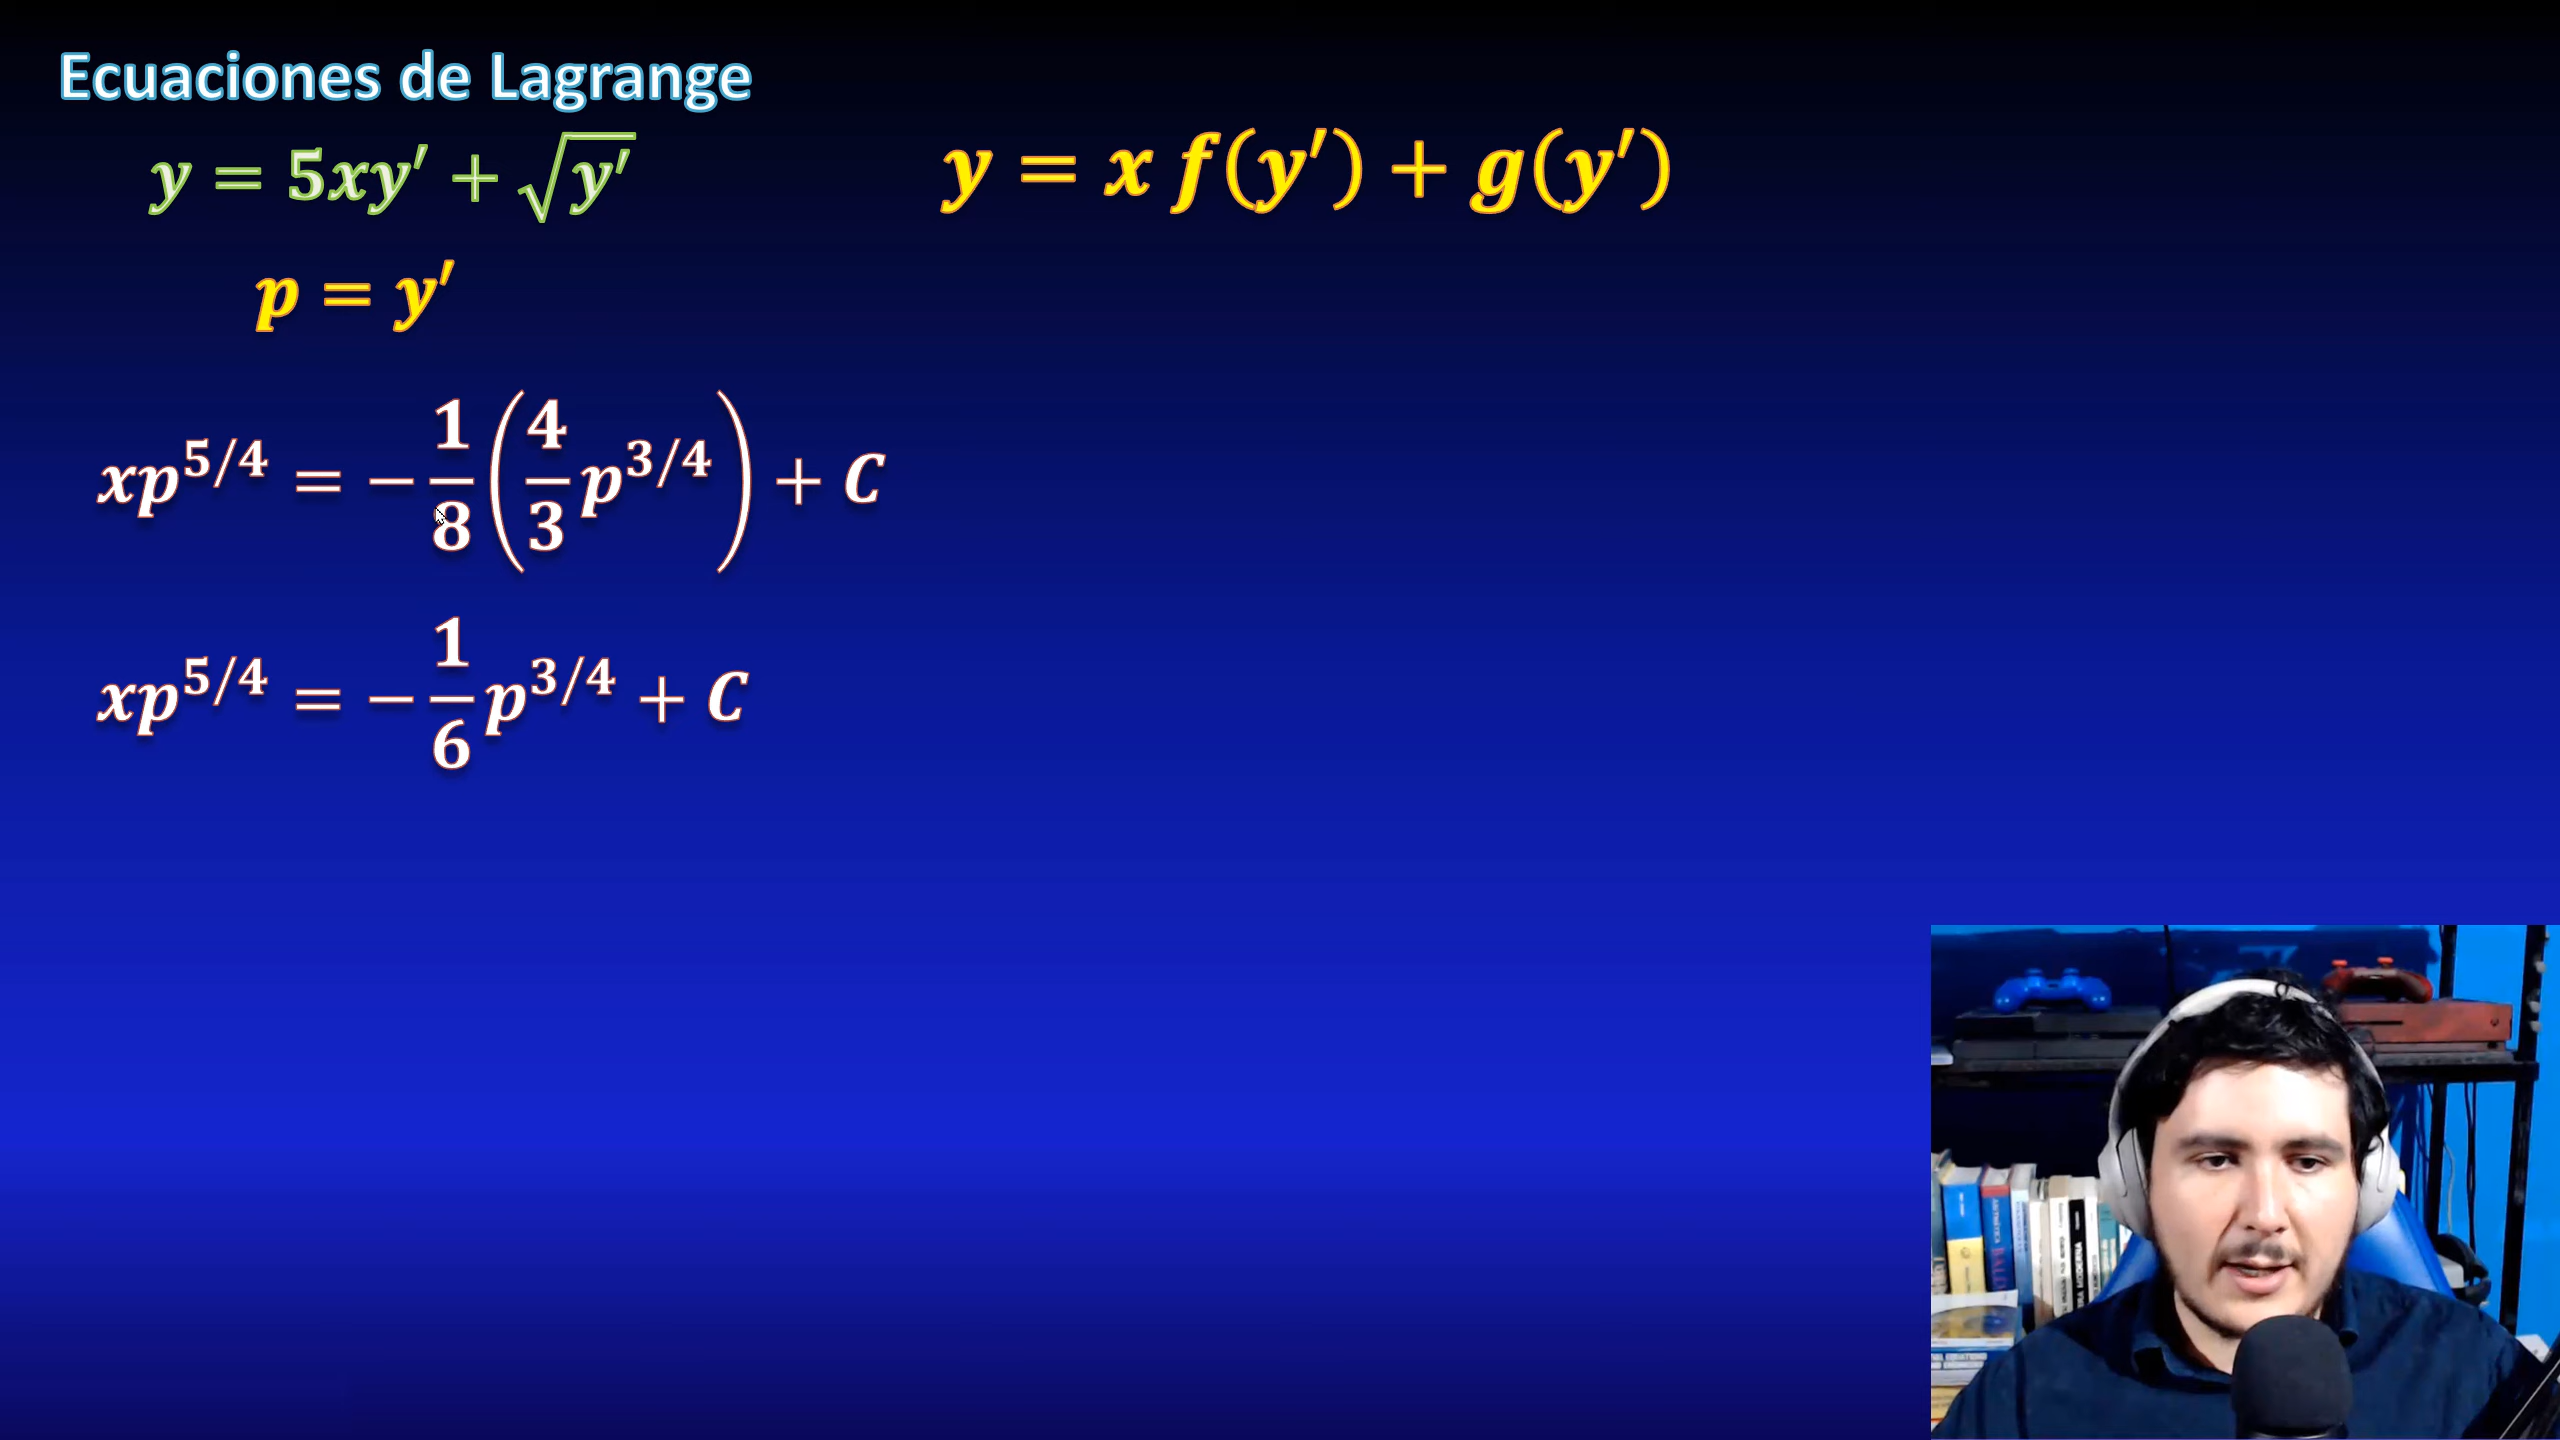 Ecuaciones de Lagrange
y = 5xy′ + √y′
y = x f(y′) + g(y′)
p = y′
xp^{5/4} = −1/8 (4/3 p^{3/4}) + C
xp^{5/4} = −1/6 p^{3/4} + C